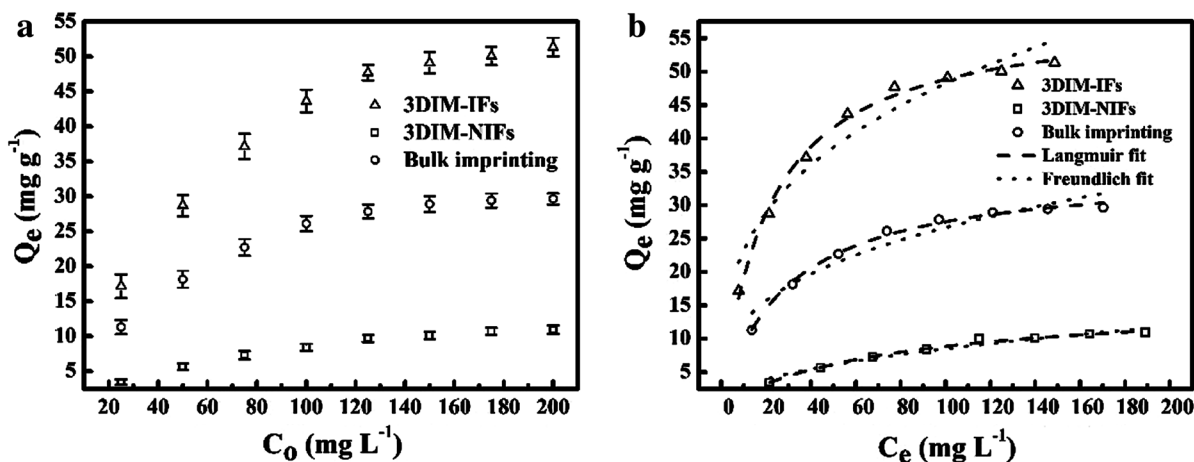 a
55
50
45
40
35
30
25
20
15
10
5
Qe (mg g-1)
3DIM-IFs
3DIM-NIFs
Bulk imprinting
20 40 60 80 100 120 140 160 180 200
Co (mg L-1)
b
55
50
45
40
35
30
25
20
15
10
5
Qe (mg g-1)
3DIM-IFs
3DIM-NIFs
Bulk imprinting
Langmuir fit
Freundlich fit
0 20 40 60 80 100 120 140 160 180 200
Ce (mg L-1)